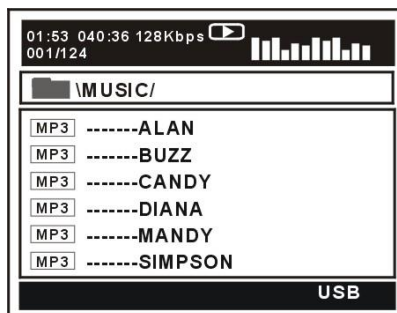 01:53 040:36 128Kbps
001/124
\MUSIC/
MP3 -------ALAN
MP3 -------BUZZ
MP3 -------CANDY
MP3 -------DIANA
MP3 -------MANDY
MP3 -------SIMPSON
USB